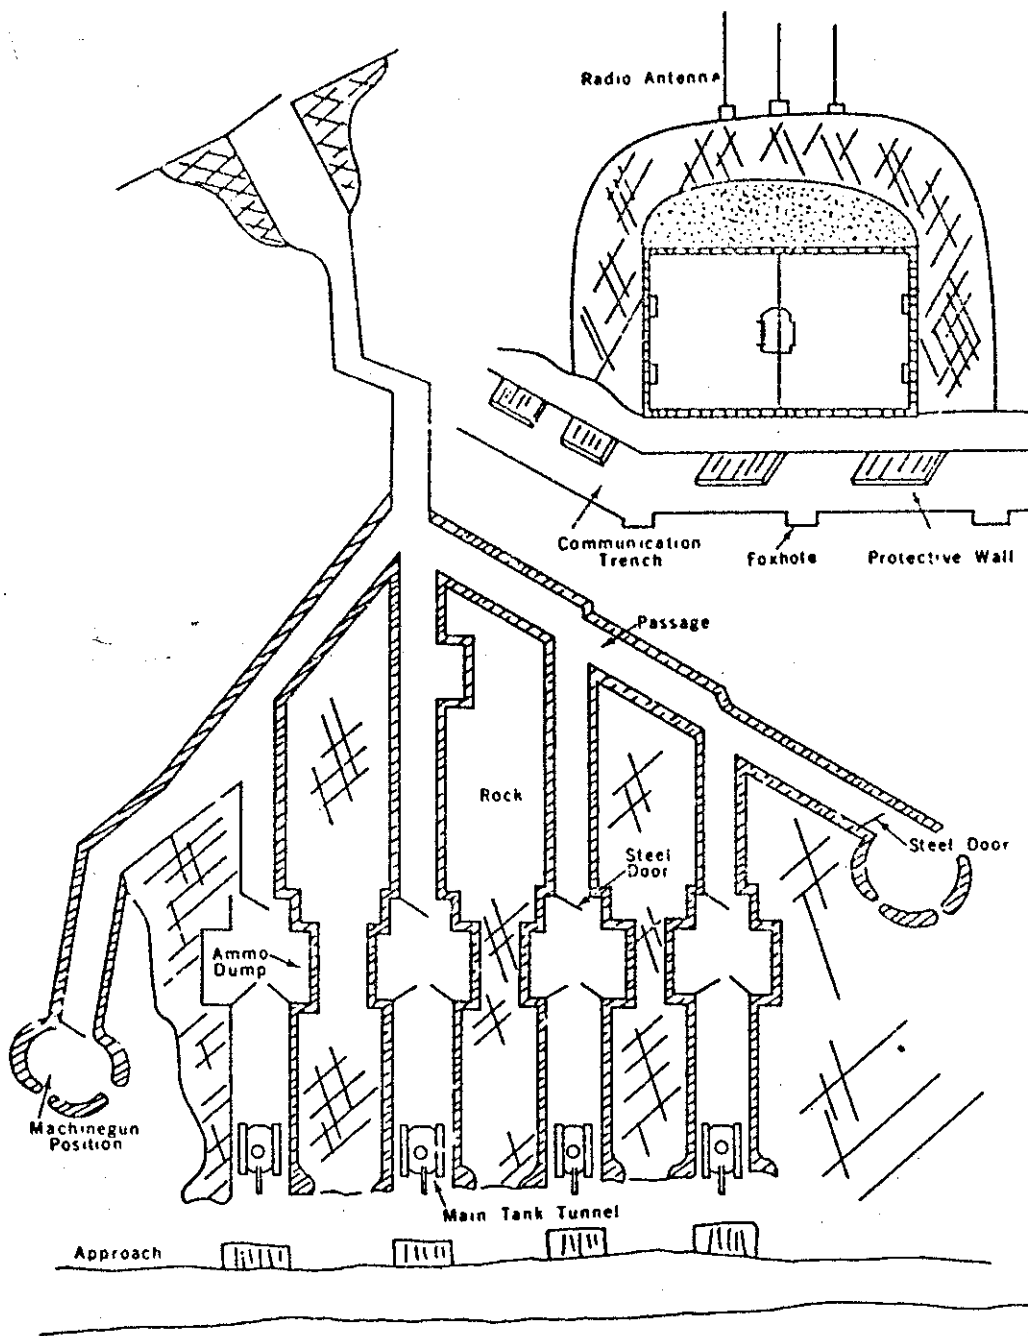 Radio Antenna
Communication
Trench
Foxhole
Protective Wall
Passage
Rock
Steel
Door
Steel Door
Ammo
Dump
Machinegun
Position
Main Tank Tunnel
Approach